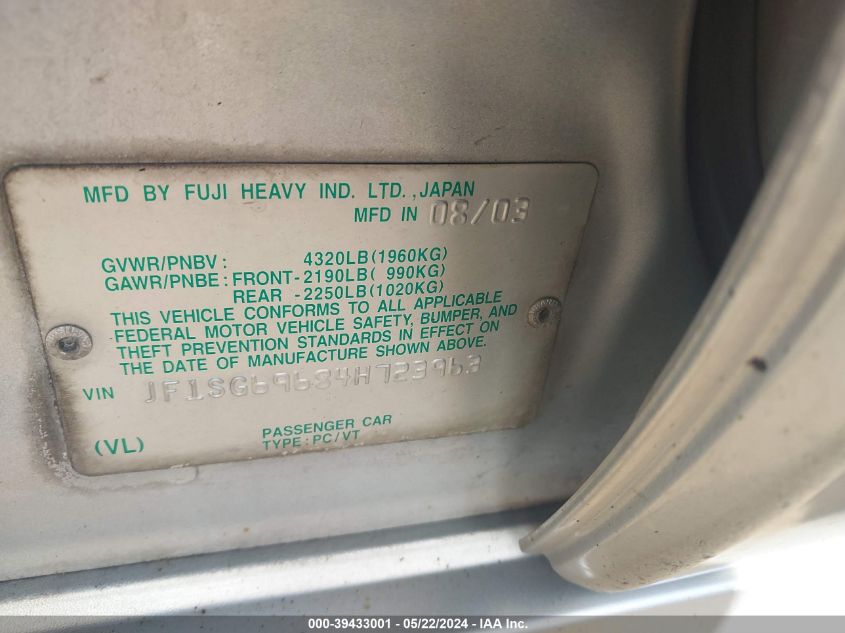 MFD BY FUJI HEAVY IND. LTD.,JAPAN
MFD IN 08/03
GVWR/PNBV: 4320LB(1960KG)
GAWR/PNBE: FRONT-2190LB( 990KG)
REAR -2250LB(1020KG)
THIS VEHICLE CONFORMS TO ALL APPLICABLE
FEDERAL MOTOR VEHICLE SAFETY, BUMPER, AND
THEFT PREVENTION STANDARDS IN EFFECT ON
THE DATE OF MANUFACTURE SHOWN ABOVE.
VIN JF1SG69684H723963
PASSENGER CAR
(VL) TYPE:PC/VT
000-39433001 - 05/22/2024 - IAA Inc.